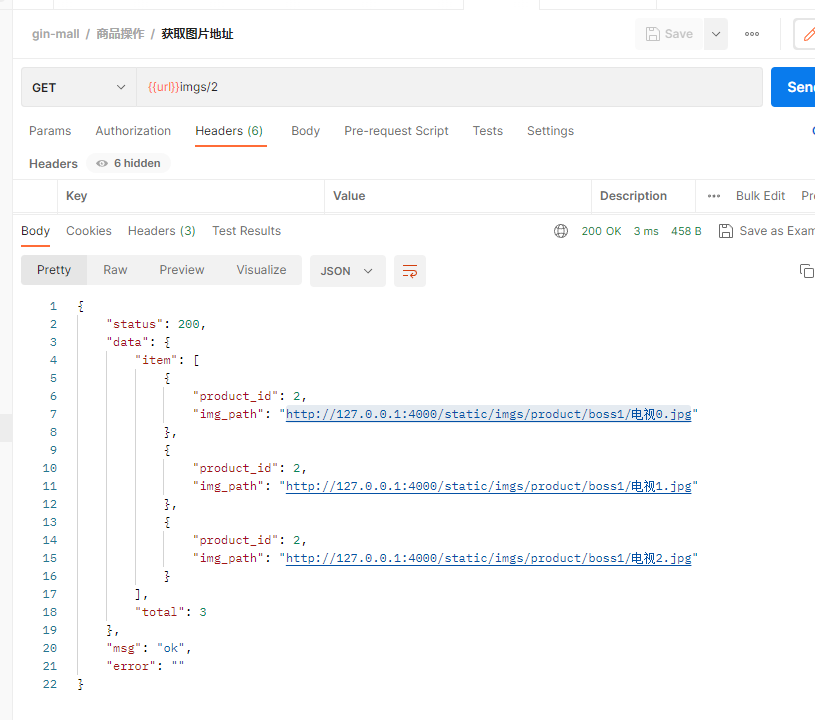 gin-mall / 商品操作 / 获取图片地址
Save
GET
{{url}}imgs/2
Send
Params Authorization Headers (6) Body Pre-request Script Tests Settings
Headers 6 hidden
Key Value Description Bulk Edit Pre
Body Cookies Headers (3) Test Results 200 OK 3 ms 458 B Save as Exam
Pretty Raw Preview Visualize JSON
1 {
2 "status": 200,
3 "data": {
4 "item": [
5 {
6 "product_id": 2,
7 "img_path": "http://127.0.0.1:4000/static/imgs/product/boss1/电视0.jpg"
8 },
9 {
10 "product_id": 2,
11 "img_path": "http://127.0.0.1:4000/static/imgs/product/boss1/电视1.jpg"
12 },
13 {
14 "product_id": 2,
15 "img_path": "http://127.0.0.1:4000/static/imgs/product/boss1/电视2.jpg"
16 }
17 ],
18 "total": 3
19 },
20 "msg": "ok",
21 "error": ""
22 }